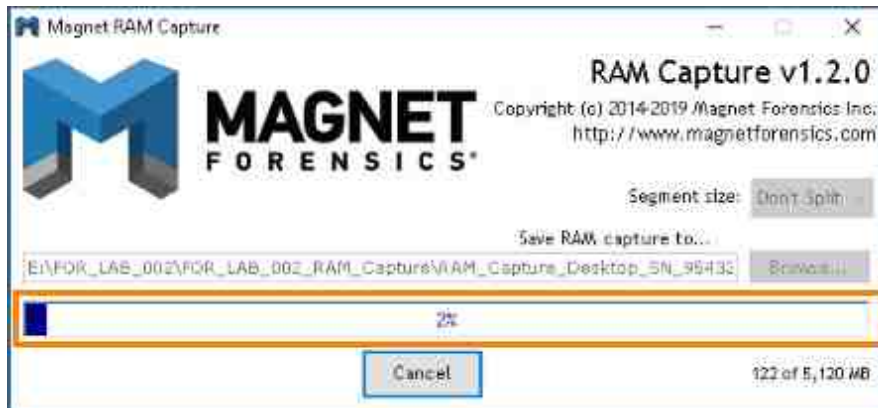 Magnet RAM Capture
RAM Capture v1.2.0
MAGNET
FORENSICS®
Copyright (c) 2014-2019 Magnet Forensics Inc.
http://www.magnetforensics.com
Segment size: Don't Split
Save RAM capture to...
E:\FOR_LAB_002\FOR_LAB_002_RAM_Capture\RAM_Capture_Desktop_SN_95432
Browse...
2%
Cancel
122 of 5,120 MB